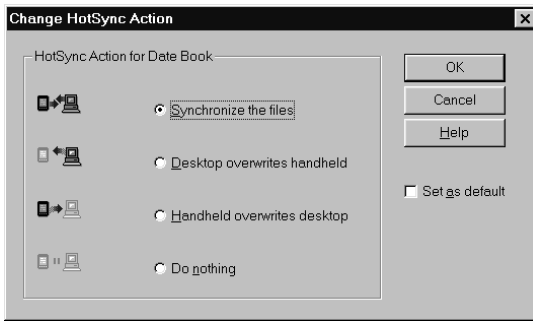 Change HotSync Action
HotSync Action for Date Book
Synchronize the files
Desktop overwrites handheld
Handheld overwrites desktop
Do nothing
OK
Cancel
Help
Set as default